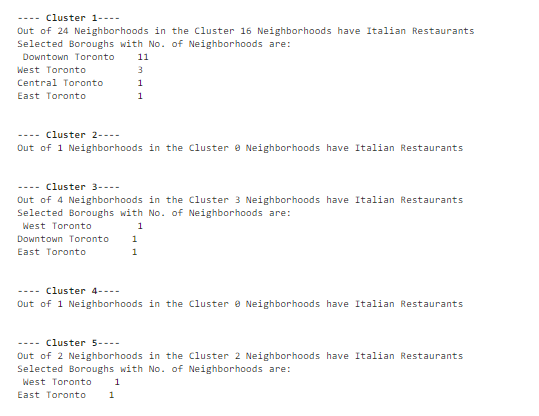 ---- Cluster 1----
Out of 24 Neighborhoods in the Cluster 16 Neighborhoods have Italian Restaurants
Selected Boroughs with No. of Neighborhoods are:
Downtown Toronto 11
West Toronto 3
Central Toronto 1
East Toronto 1
---- Cluster 2----
Out of 1 Neighborhoods in the Cluster 0 Neighborhoods have Italian Restaurants
---- Cluster 3----
Out of 4 Neighborhoods in the Cluster 3 Neighborhoods have Italian Restaurants
Selected Boroughs with No. of Neighborhoods are:
West Toronto 1
Downtown Toronto 1
East Toronto 1
---- Cluster 4----
Out of 1 Neighborhoods in the Cluster 0 Neighborhoods have Italian Restaurants
---- Cluster 5----
Out of 2 Neighborhoods in the Cluster 2 Neighborhoods have Italian Restaurants
Selected Boroughs with No. of Neighborhoods are:
West Toronto 1
East Toronto 1